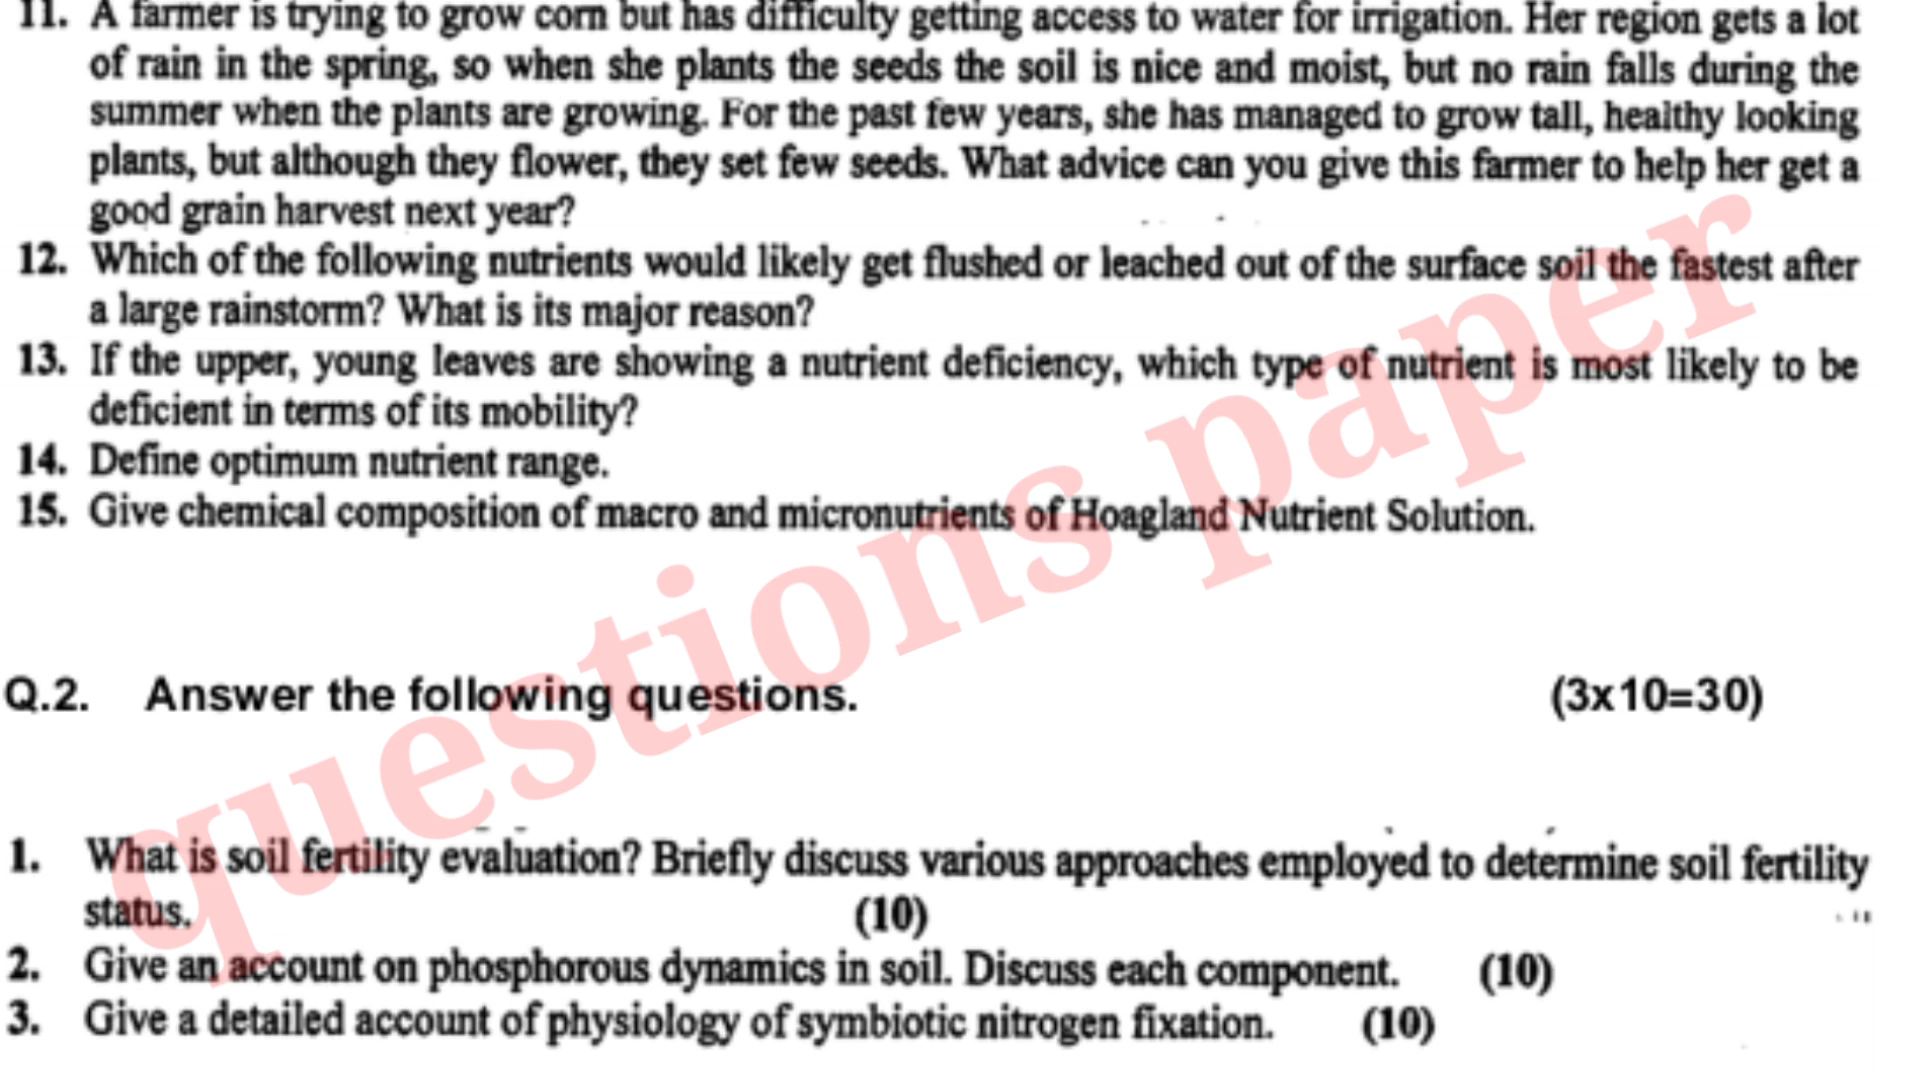 11. A farmer is trying to grow corn but has difficulty getting access to water for irrigation. Her region gets a lot
of rain in the spring, so when she plants the seeds the soil is nice and moist, but no rain falls during the
summer when the plants are growing. For the past few years, she has managed to grow tall, healthy looking
plants, but although they flower, they set few seeds. What advice can you give this farmer to help her get a
good grain harvest next year?
12. Which of the following nutrients would likely get flushed or leached out of the surface soil the fastest after
a large rainstorm? What is its major reason?
13. If the upper, young leaves are showing a nutrient deficiency, which type of nutrient is most likely to be
deficient in terms of its mobility?
14. Define optimum nutrient range.
15. Give chemical composition of macro and micronutrients of Hoagland Nutrient Solution.
Q.2. Answer the following questions. (3x10=30)
1. What is soil fertility evaluation? Briefly discuss various approaches employed to determine soil fertility
status. (10)
2. Give an account on phosphorous dynamics in soil. Discuss each component. (10)
3. Give a detailed account of physiology of symbiotic nitrogen fixation. (10)
questions paper